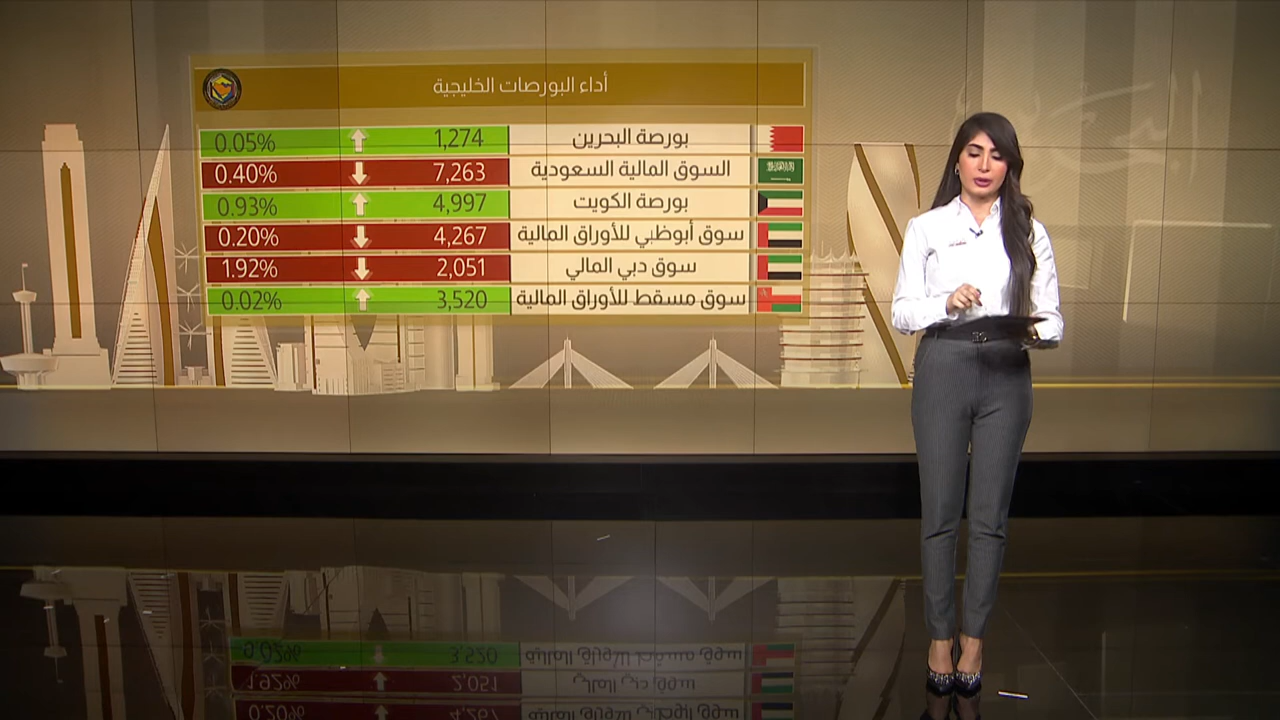 أداء البورصات الخليجية
بورصة البحرين 1,274 0.05%
السوق المالية السعودية 7,263 0.40%
بورصة الكويت 4,997 0.93%
سوق أبوظبي للأوراق المالية 4,267 0.20%
سوق دبي المالي 2,051 1.92%
سوق مسقط للأوراق المالية 3,520 0.02%